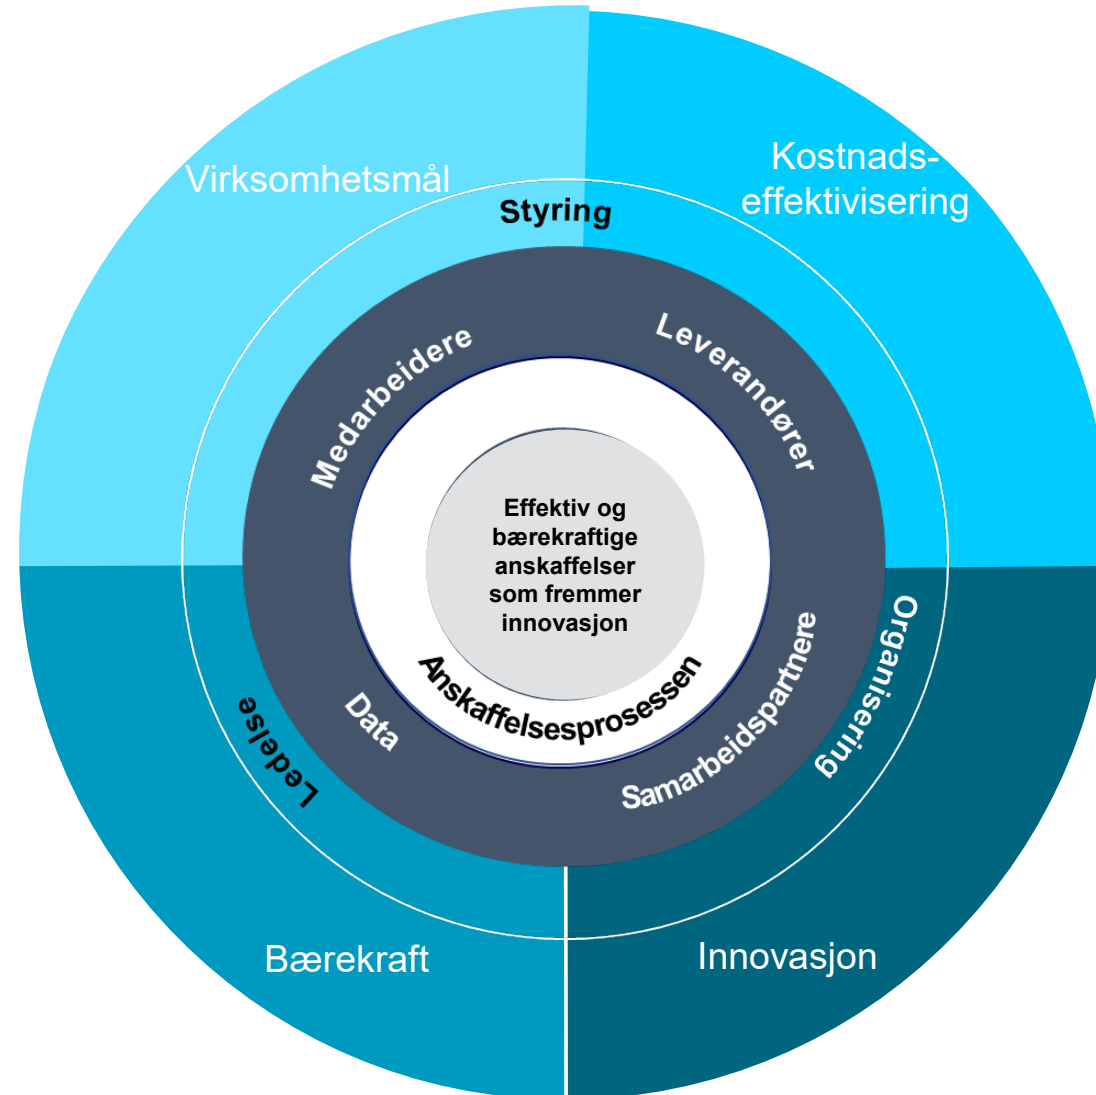 Virksomhetsmål
Kostnads-
effektivisering
Styring
Medarbeidere
Leverandører
Effektiv og
bærekraftige
anskaffelser
som fremmer
innovasjon
Anskaffelsesprosessen
Data
Samarbeidspartnere
Ledelse
Organisering
Bærekraft
Innovasjon